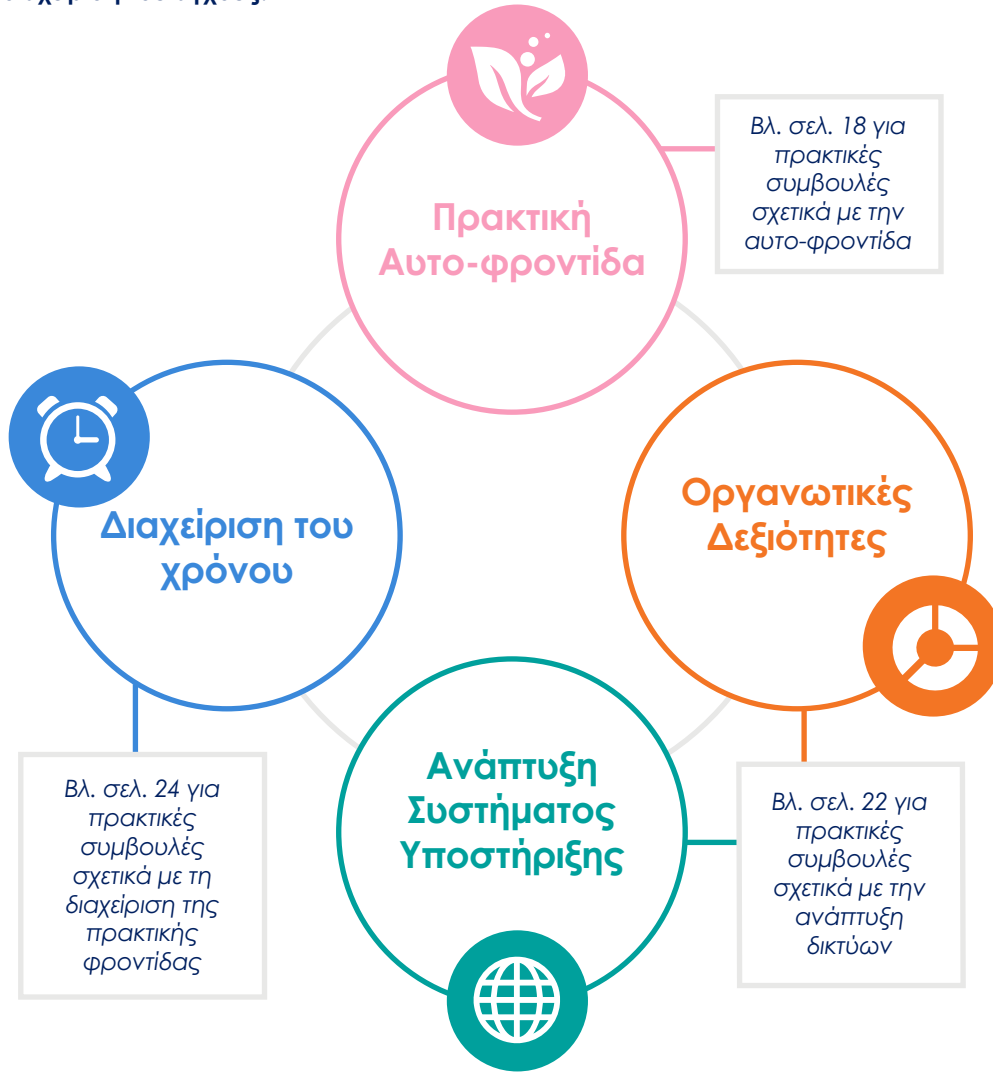 Πρακτική
Αυτο-φροντίδα
Βλ. σελ. 18 για
πρακτικές
συμβουλές
σχετικά με την
αυτο-φροντίδα
Διαχείριση του
χρόνου
Οργανωτικές
Δεξιότητες
Ανάπτυξη
Συστήματος
Υποστήριξης
Βλ. σελ. 24 για
πρακτικές
συμβουλές
σχετικά με τη
διαχείριση της
πρακτικής
φροντίδας
Βλ. σελ. 22 για
πρακτικές
συμβουλές
σχετικά με την
ανάπτυξη
δικτύων